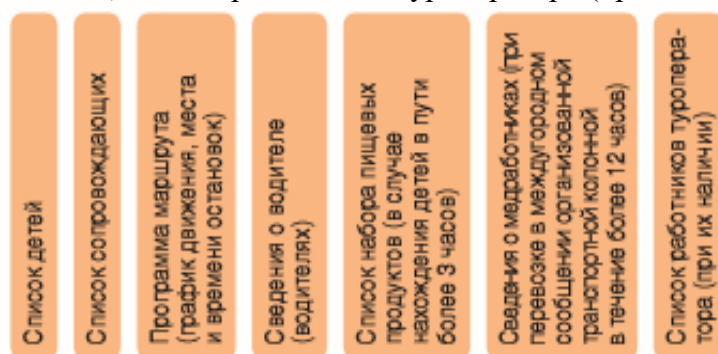 Список детей
Список сопровождающих
Программа маршрута
(график движения, места
и времени остановок)
Сведения о водителе
(водителях)
Список набора пищевых
продуктов (в случае
нахождения детей в пути
более 3 часов)
Сведения о медработниках (при
перевозке в междугородном
сообщении организованной
транспортной колонной
в течение более 12 часов)
Список работников туропера-
тора (при их наличии)